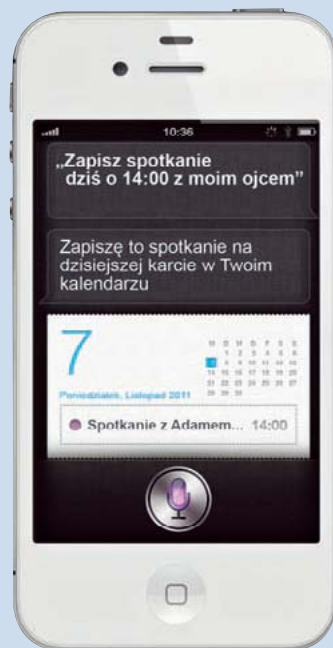 10:36
„Zapisz spotkanie
dziś o 14:00 z moim ojcem”
Zapiszę to spotkanie na
dzisiejszej karcie w Twoim
kalendarzu
7
Poniedziałek, Listopad 2011
Spotkanie z Adamem... 14:00